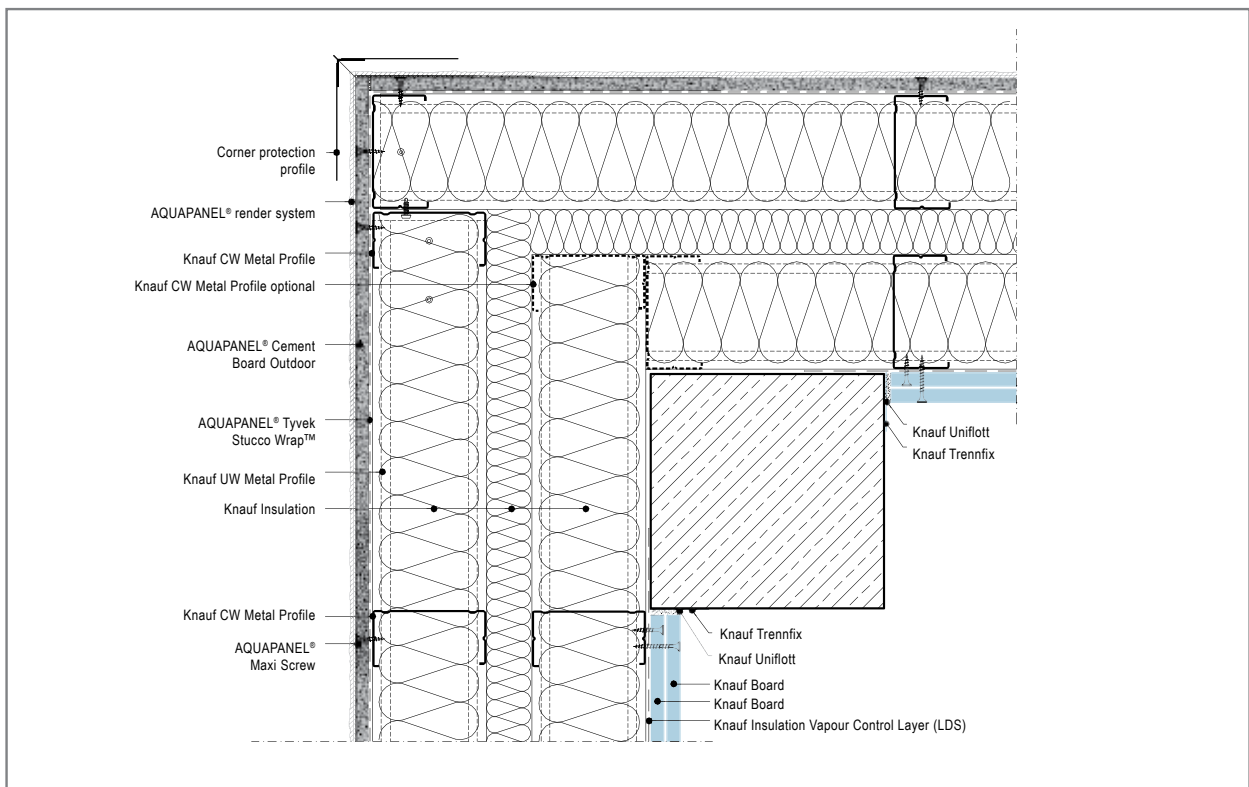 Corner protection
profile
AQUAPANEL® render system
Knauf CW Metal Profile
Knauf CW Metal Profile optional
AQUAPANEL® Cement
Board Outdoor
AQUAPANEL® Tyvek
Stucco Wrap™
Knauf UW Metal Profile
Knauf Insulation
Knauf CW Metal Profile
AQUAPANEL®
Maxi Screw
Knauf Uniflott
Knauf Trennfix
Knauf Trennfix
Knauf Uniflott
Knauf Board
Knauf Board
Knauf Insulation Vapour Control Layer (LDS)